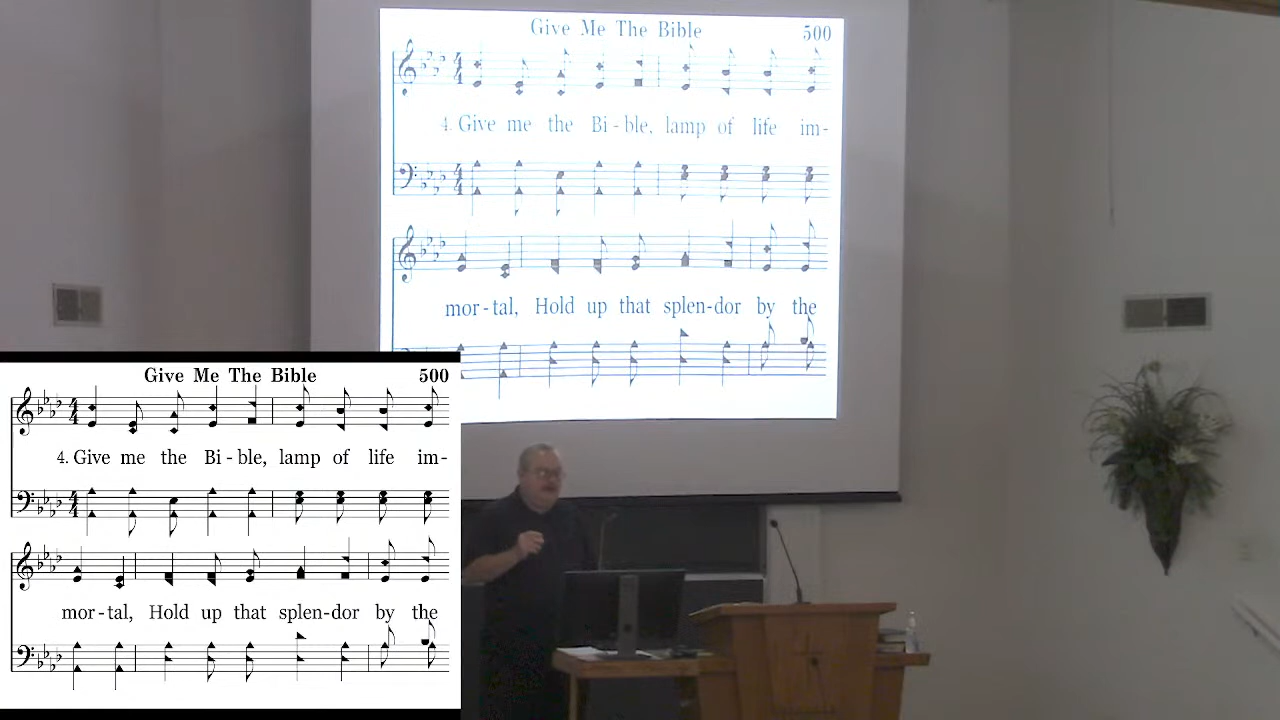 Give Me The Bible 500
4. Give me the Bi - ble, lamp of life im-
mor - tal, Hold up that splen-dor by the
Give Me The Bible 500
4. Give me the Bi - ble, lamp of life im-
mor - tal, Hold up that splen-dor by the